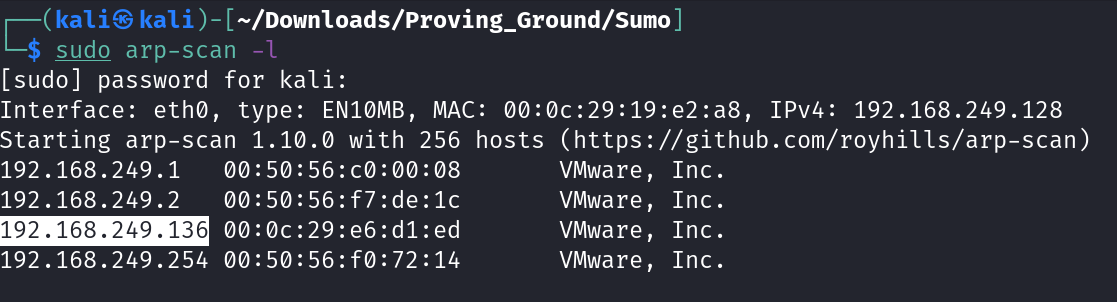 ┌──(kali㉿kali)-[~/Downloads/Proving_Ground/Sumo]
└─$ sudo arp-scan -l
[sudo] password for kali:
Interface: eth0, type: EN10MB, MAC: 00:0c:29:19:e2:a8, IPv4: 192.168.249.128
Starting arp-scan 1.10.0 with 256 hosts (https://github.com/royhills/arp-scan)
192.168.249.1   00:50:56:c0:00:08       VMware, Inc.
192.168.249.2   00:50:56:f7:de:1c       VMware, Inc.
192.168.249.136 00:0c:29:e6:d1:ed       VMware, Inc.
192.168.249.254 00:50:56:f0:72:14       VMware, Inc.